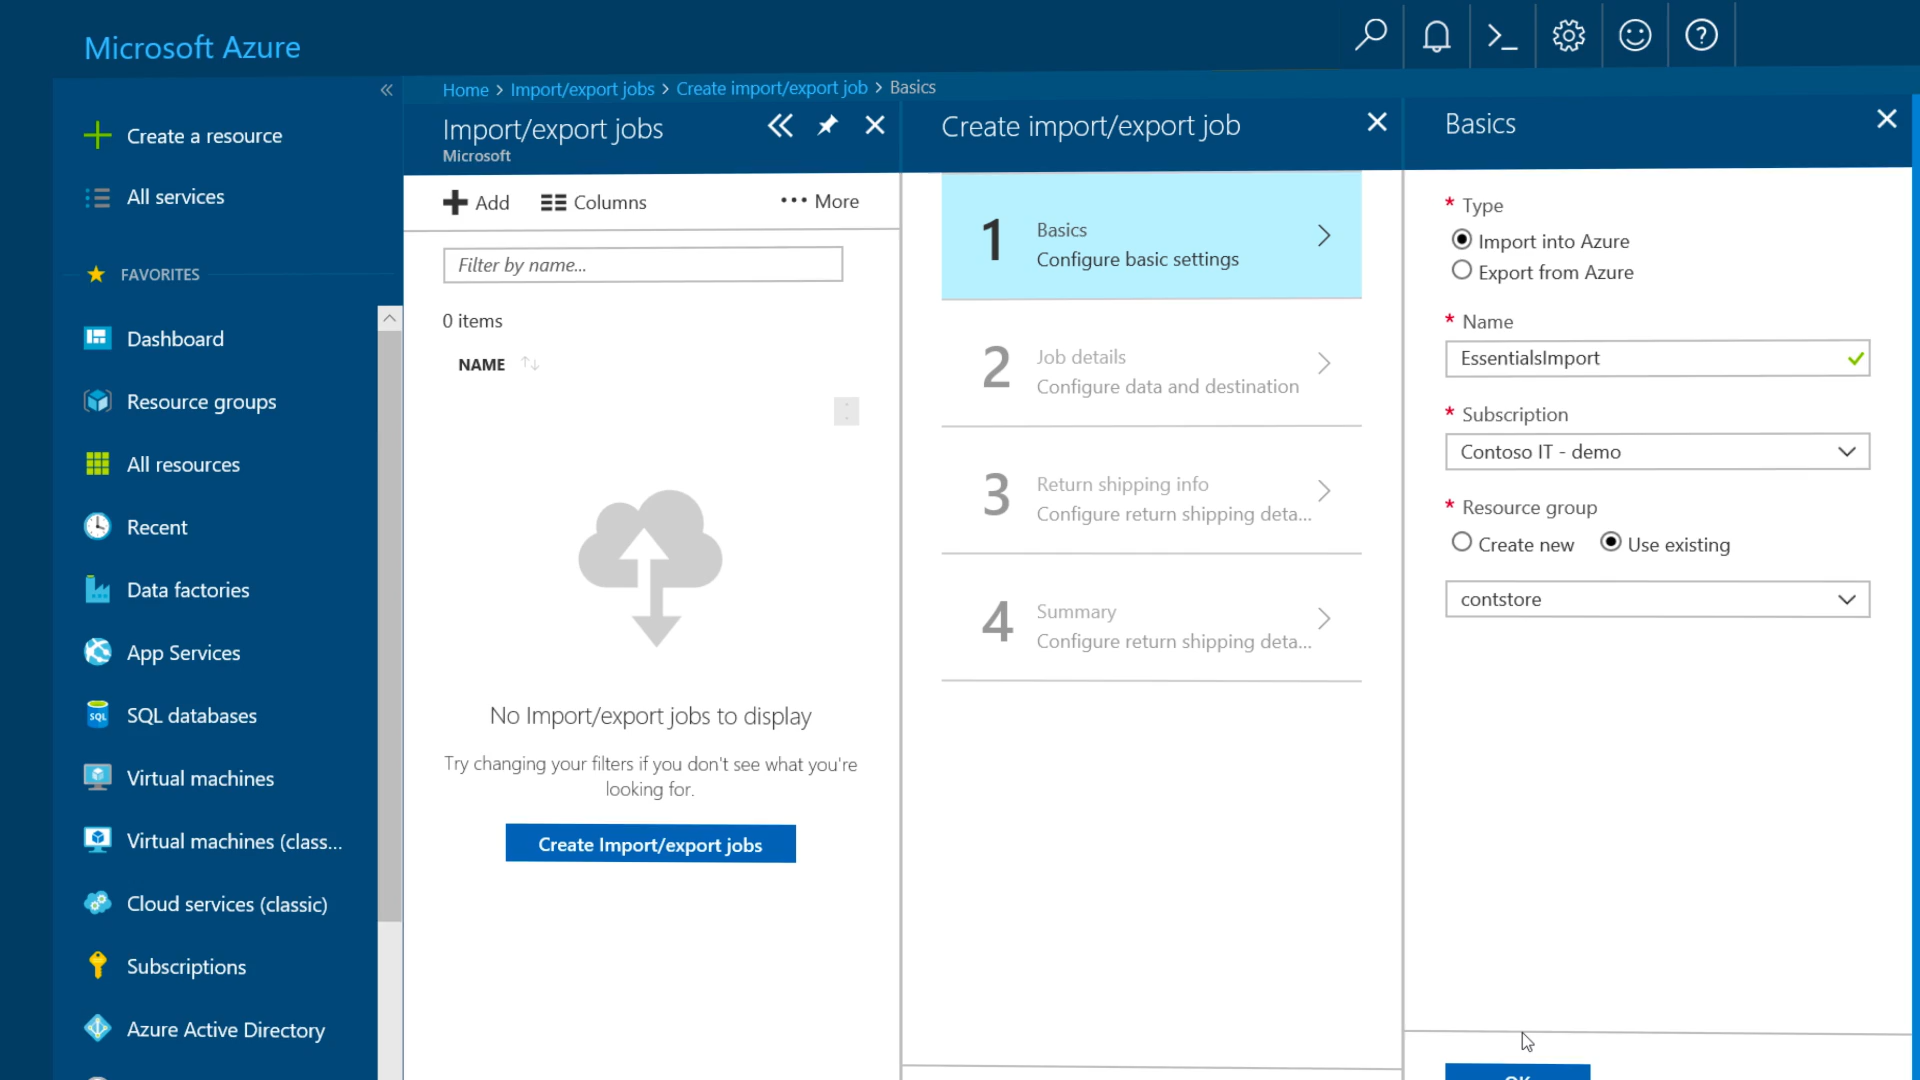 Microsoft Azure
Create a resource
All services
FAVORITES
Dashboard
Resource groups
All resources
Recent
Data factories
App Services
SQL databases
Virtual machines
Virtual machines (class...
Cloud services (classic)
Subscriptions
Azure Active Directory
Home > Import/export jobs > Create import/export job > Basics
Import/export jobs
Microsoft
Add Columns ••• More
Filter by name...
0 items
NAME
No Import/export jobs to display
Try changing your filters if you don't see what you're
looking for.
Create Import/export jobs
Create import/export job
1 Basics
Configure basic settings
2 Job details
Configure data and destination
3 Return shipping info
Configure return shipping deta...
4 Summary
Configure return shipping deta...
Basics
* Type
Import into Azure
Export from Azure
* Name
EssentialsImport
* Subscription
Contoso IT - demo
* Resource group
Create new Use existing
contstore
OK